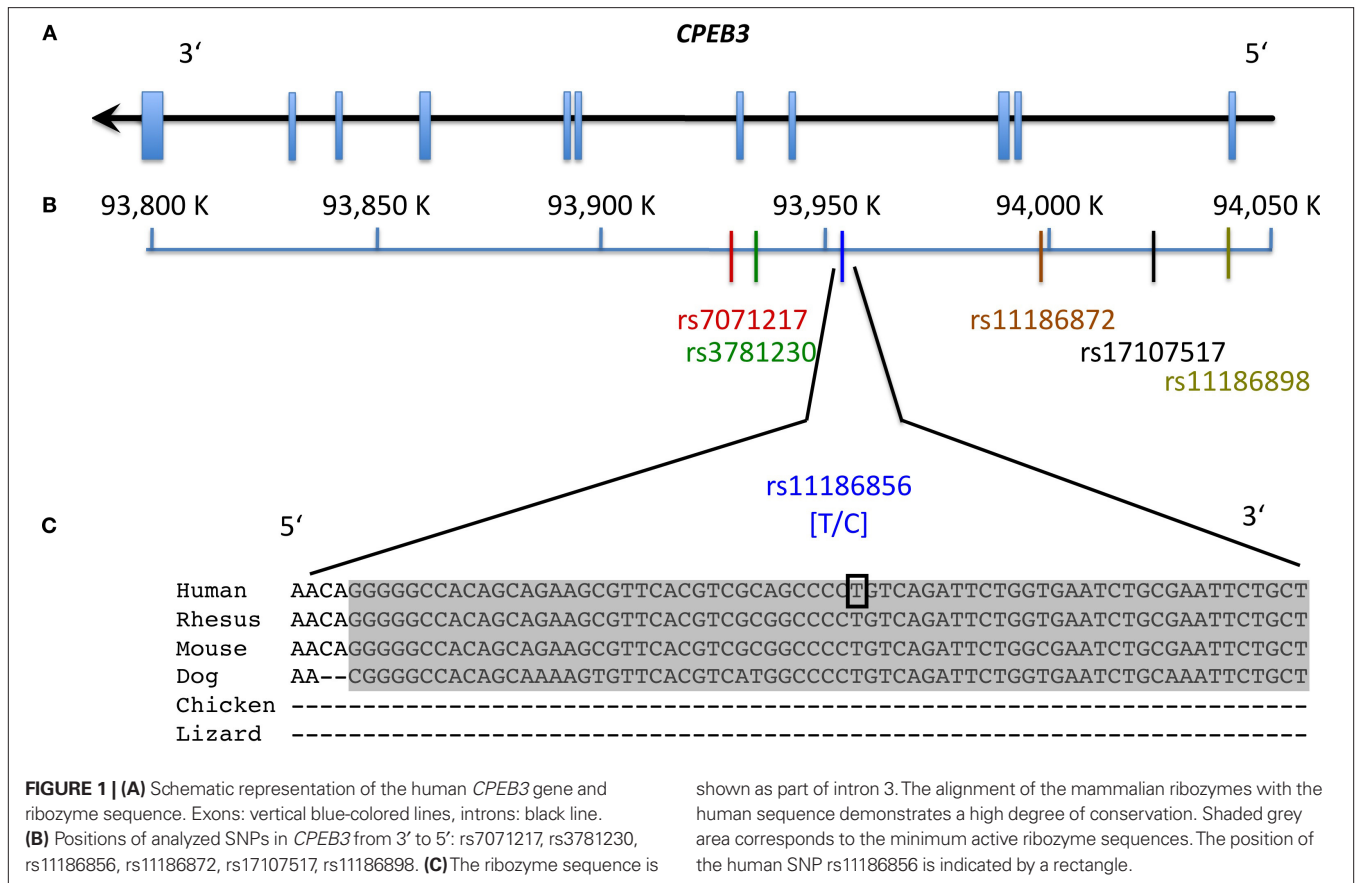 A
CPEB3
3‘
5‘
B
93,800 K
93,850 K
93,900 K
93,950 K
94,000 K
94,050 K
rs7071217
rs3781230
rs11186872
rs17107517
rs11186898
rs11186856
[T/C]
C
5‘
3‘
Human AACAGGGGGCCACAGCAGAAGCGTTCACGTCGCAGCCCCTGTCAGATTCTGGTGAATCTGCGAATTCTGCT
Rhesus AACAGGGGGCCACAGCAGAAGCGTTCACGTCGCGGCCCCTGTCAGATTCTGGTGAATCTGCGAATTCTGCT
Mouse AACAGGGGGCCACAGCAGAAGCGTTCACGTCGCGGCCCCTGTCAGATTCTGGCGAATCTGCGAATTCTGCT
Dog AA--CGGGGCCACAGCAAAAGTGTTCACGTCATGGCCCCTGTCAGATTCTGGTGAATCTGCAAATTCTGCT
Chicken -----------------------------------------------------------------------
Lizard -----------------------------------------------------------------------
FIGURE 1 | (A) Schematic representation of the human CPEB3 gene and
ribozyme sequence. Exons: vertical blue-colored lines, introns: black line.
(B) Positions of analyzed SNPs in CPEB3 from 3′ to 5′: rs7071217, rs3781230,
rs11186856, rs11186872, rs17107517, rs11186898. (C) The ribozyme sequence is
shown as part of intron 3. The alignment of the mammalian ribozymes with the
human sequence demonstrates a high degree of conservation. Shaded grey
area corresponds to the minimum active ribozyme sequences. The position of
the human SNP rs11186856 is indicated by a rectangle.